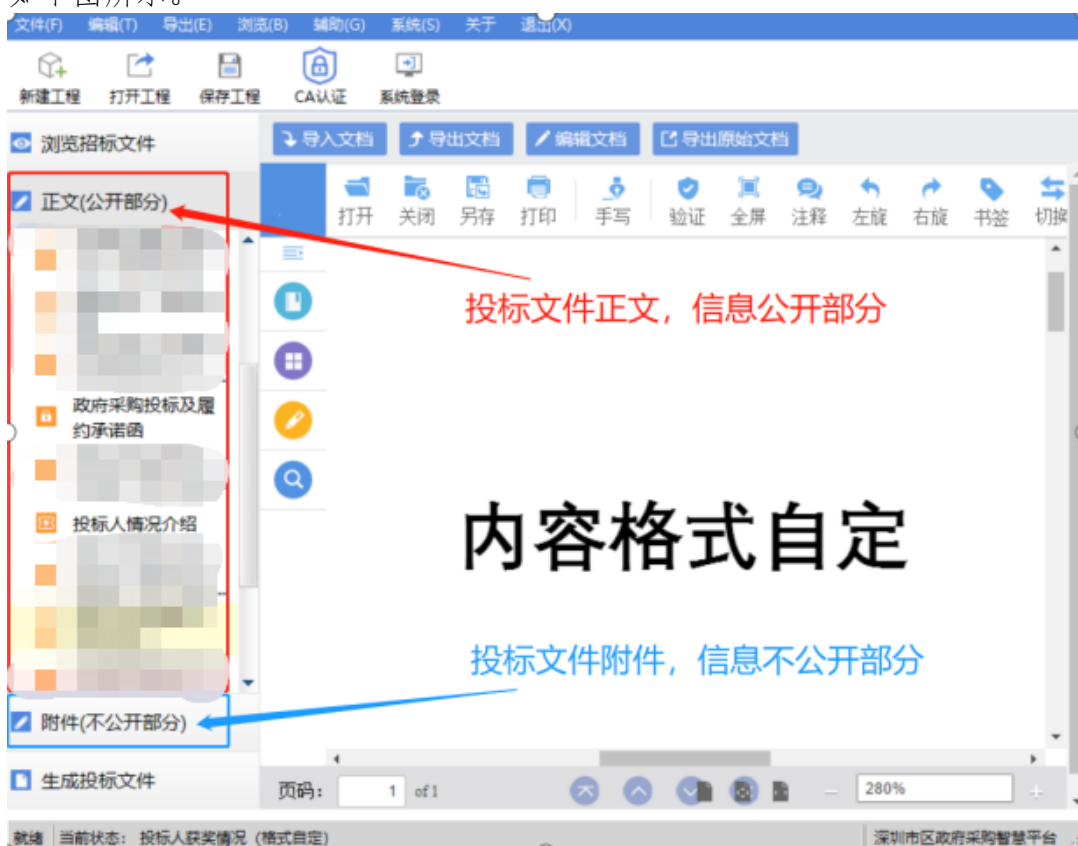 如下图所示。
文件(F) 编辑(T) 导出(E) 浏览(B) 辅助(G) 系统(S) 关于 退出(X)
新建工程 打开工程 保存工程 CA认证 系统登录
浏览招标文件
导入文档 导出文档 编辑文档 导出原始文档
正文(公开部分)
打开 关闭 另存 打印 手写 验证 全屏 注释 左旋 右旋 书签 切换
投标文件正文，信息公开部分
政府采购投标及履
约承诺函
投标人情况介绍
内容格式自定
投标文件附件，信息不公开部分
附件(不公开部分)
生成投标文件
页码： 1 of 1 280%
就绪 当前状态： 投标人获奖情况（格式自定） 深圳市区政府采购智慧平台